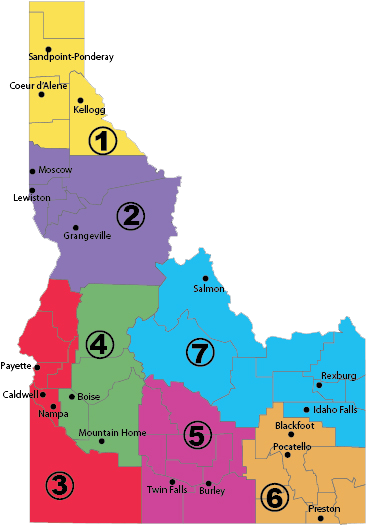 Sandpoint-Ponderay
Coeur d'Alene
Kellogg
1
Moscow
Lewiston
2
Grangeville
Salmon
4
7
Payette
Rexburg
Caldwell
Boise
Nampa
Idaho Falls
Blackfoot
Mountain Home
5
Pocatello
3
Twin Falls
Burley
6
Preston